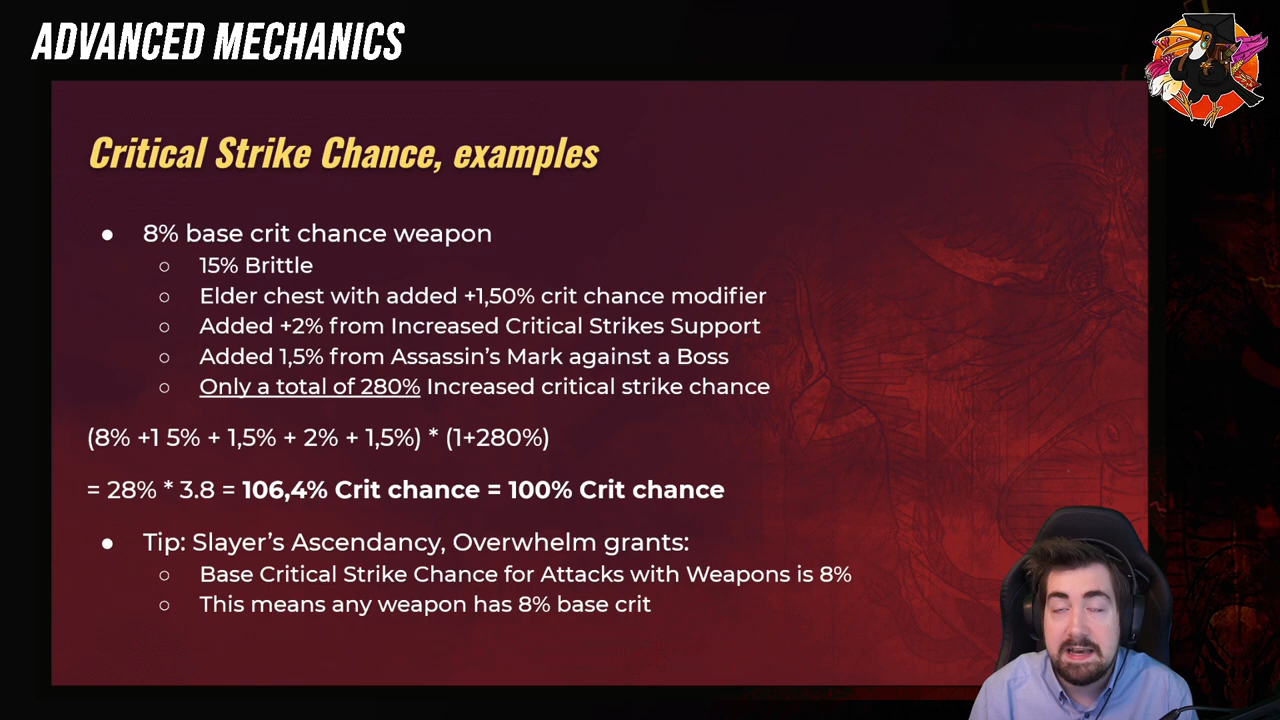 ADVANCED MECHANICS
Critical Strike Chance, examples
● 8% base crit chance weapon
○ 15% Brittle
○ Elder chest with added +1,50% crit chance modifier
○ Added +2% from Increased Critical Strikes Support
○ Added 1,5% from Assassin's Mark against a Boss
○ Only a total of 280% Increased critical strike chance
(8% +1 5% + 1,5% + 2% + 1,5%) * (1+280%)
= 28% * 3.8 = 106,4% Crit chance = 100% Crit chance
● Tip: Slayer's Ascendancy, Overwhelm grants:
○ Base Critical Strike Chance for Attacks with Weapons is 8%
○ This means any weapon has 8% base crit